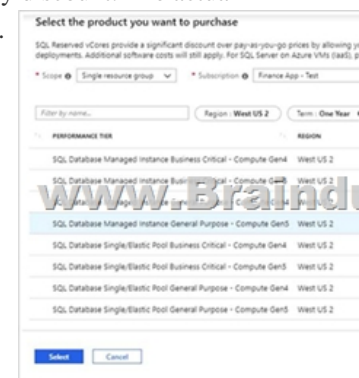 Select the product you want to purchase
SQL Reserved vCores provide a significant discount over pay-as-you-go prices by allowing
deployments. Additional software costs will still apply. For SQL Server on Azure VMs (IaaS),
* Scope Single resource group * Subscription Finance App - Test
Filter by name... Region : West US 2 Term : One Year
PERFORMANCE TIER REGION
SQL Database Managed Instance Business Critical - Compute Gen4 West US 2
SQL Database Managed Instance Business Critical - Compute West US 2
www.Braindu
SQL Database Managed Instance General Purpose - Compute Gen5 West US 2
SQL Database Single/Elastic Pool Business Critical - Compute Gen4 West US 2
SQL Database Single/Elastic Pool Business Critical - Compute Gen5 West US 2
SQL Database Single/Elastic Pool General Purpose - Compute Gen4 West US 2
SQL Database Single/Elastic Pool General Purpose - Compute Gen5 West US 2
Select Cancel